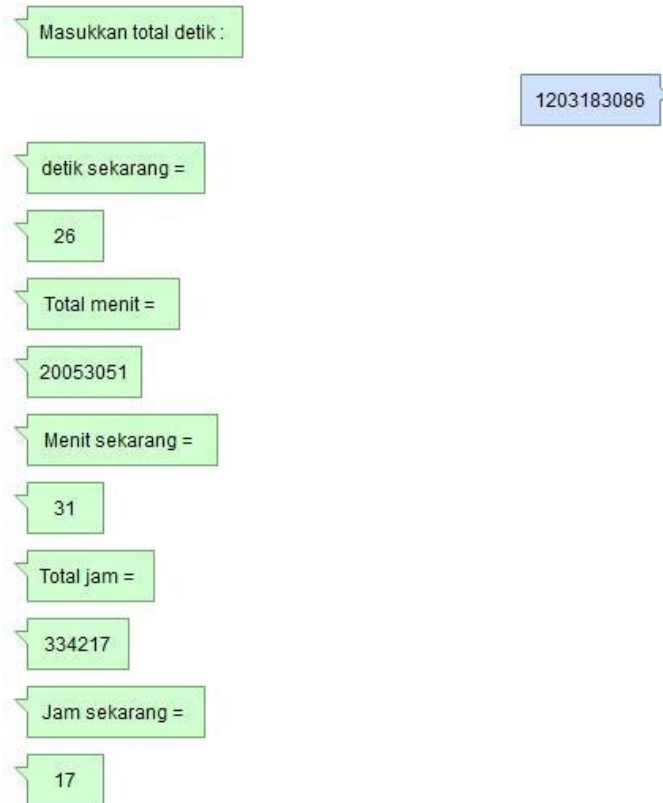 Masukkan total detik :
1203183086
detik sekarang =
26
Total menit =
20053051
Menit sekarang =
31
Total jam =
334217
Jam sekarang =
17